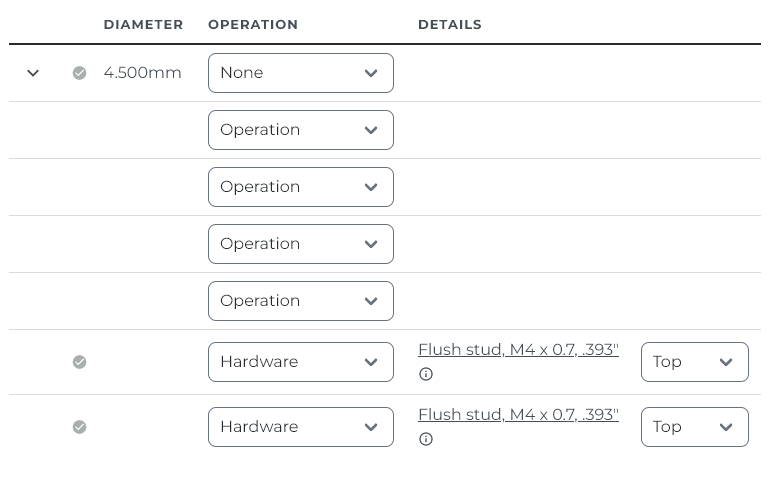 DIAMETER OPERATION DETAILS
4.500mm None
Operation
Operation
Operation
Operation
Hardware Flush stud, M4 x 0.7, .393" Top
Hardware Flush stud, M4 x 0.7, .393" Top